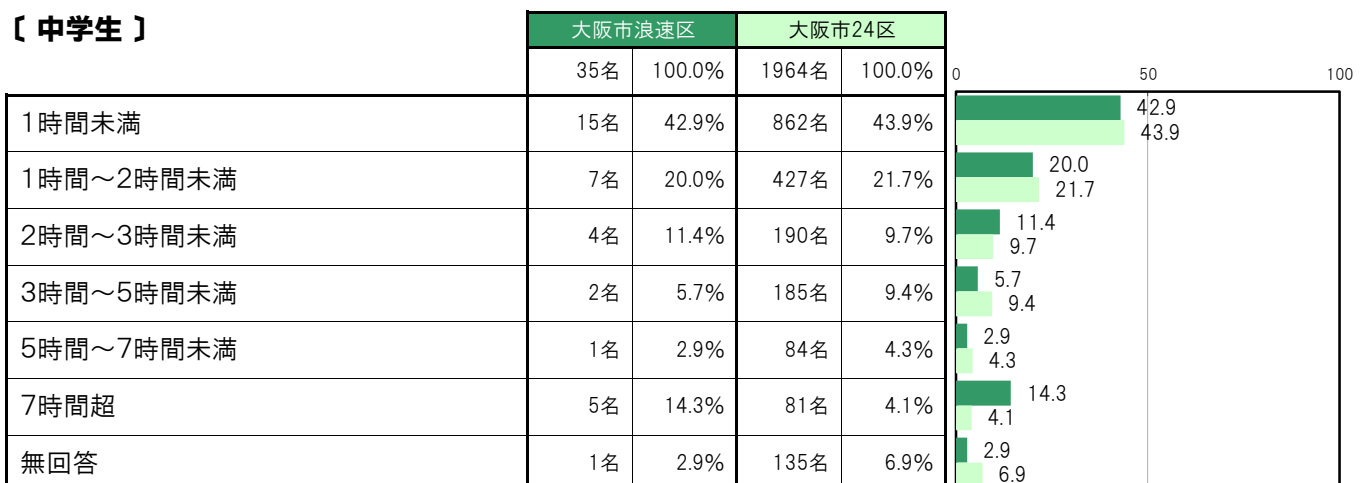 〔 中学生 〕
大阪市浪速区 大阪市24区
35名 100.0% 1964名 100.0%
0 50 100
1時間未満 15名 42.9% 862名 43.9%
42.9
43.9
1時間～2時間未満 7名 20.0% 427名 21.7%
20.0
21.7
2時間～3時間未満 4名 11.4% 190名 9.7%
11.4
9.7
3時間～5時間未満 2名 5.7% 185名 9.4%
5.7
9.4
5時間～7時間未満 1名 2.9% 84名 4.3%
2.9
4.3
7時間超 5名 14.3% 81名 4.1%
14.3
4.1
無回答 1名 2.9% 135名 6.9%
2.9
6.9